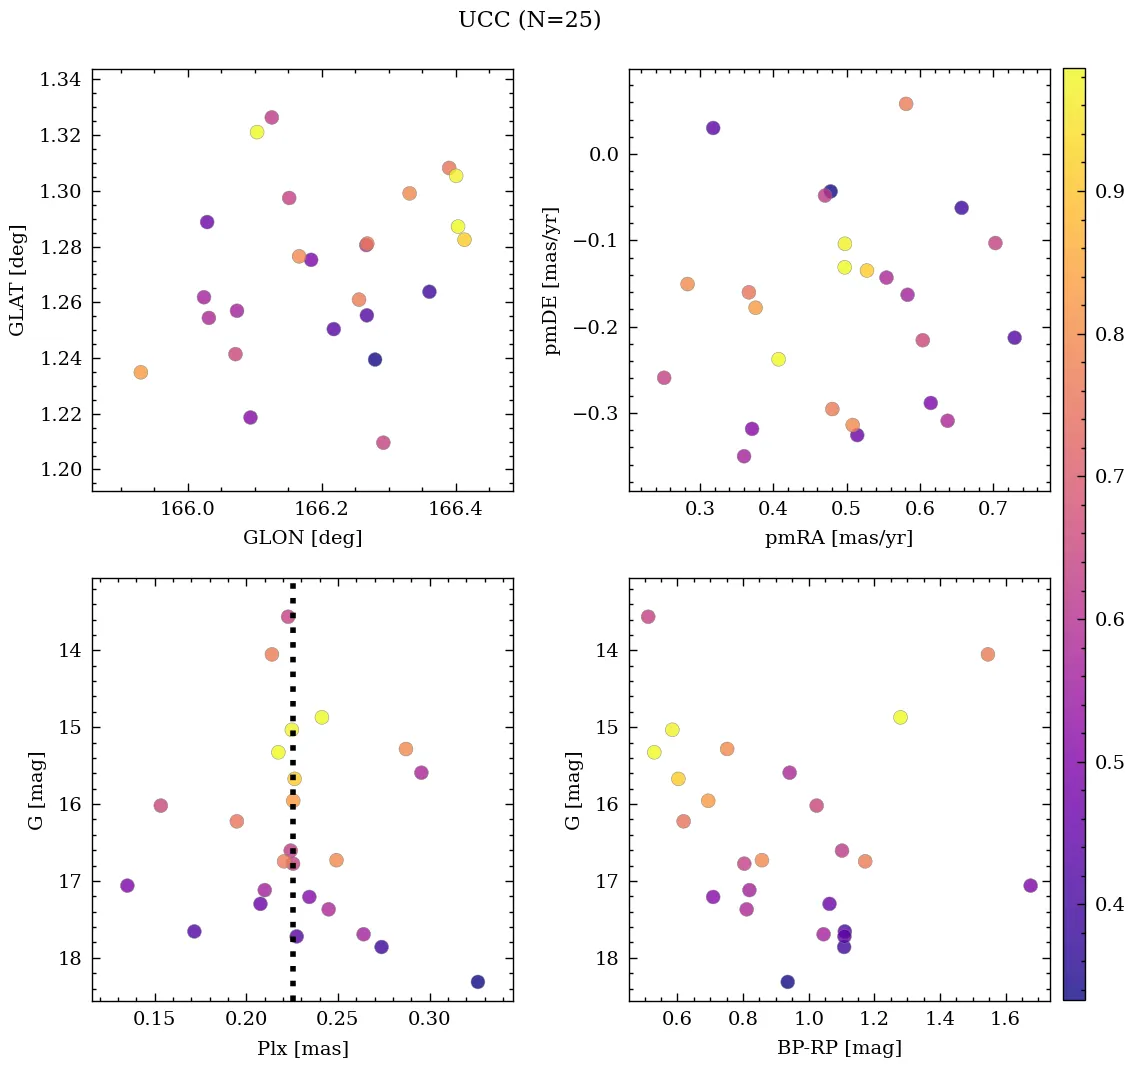 UCC (N=25)
1.34
1.32
1.30
1.28
1.26
1.24
1.22
1.20
GLAT [deg]
166.0 166.2 166.4
GLON [deg]
0.0
−0.1
−0.2
−0.3
pmDE [mas/yr]
0.3 0.4 0.5 0.6 0.7
pmRA [mas/yr]
14
15
16
17
18
G [mag]
0.15 0.20 0.25 0.30
Plx [mas]
14
15
16
17
18
G [mag]
0.6 0.8 1.0 1.2 1.4 1.6
BP-RP [mag]
0.9
0.8
0.7
0.6
0.5
0.4